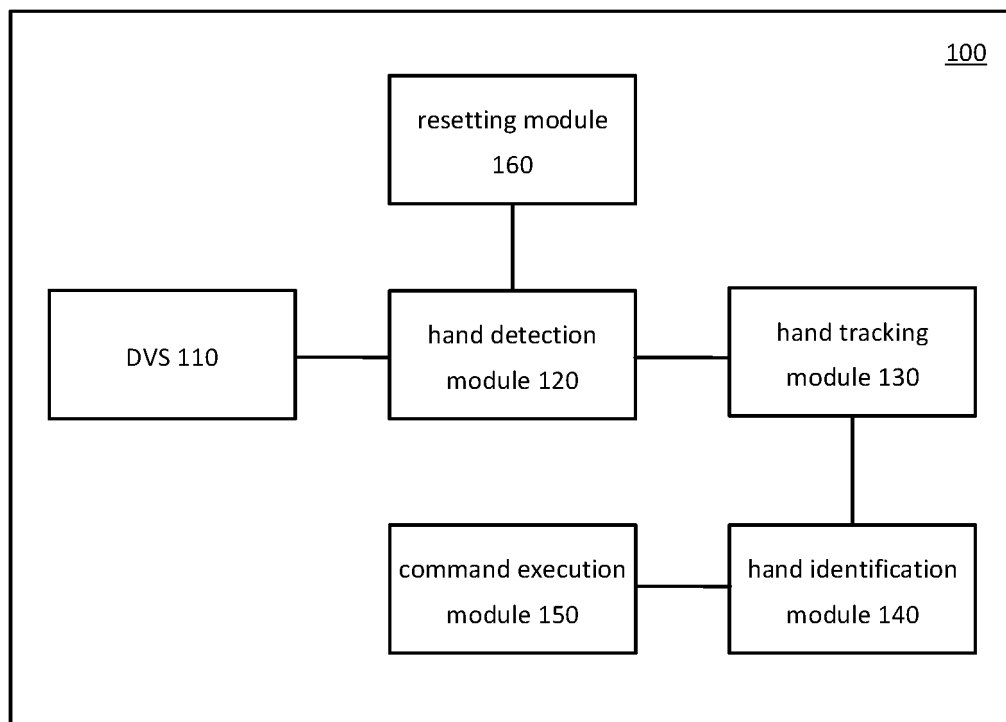 100
resetting module
160
DVS 110
hand detection
module 120
hand tracking
module 130
command execution
module 150
hand identification
module 140